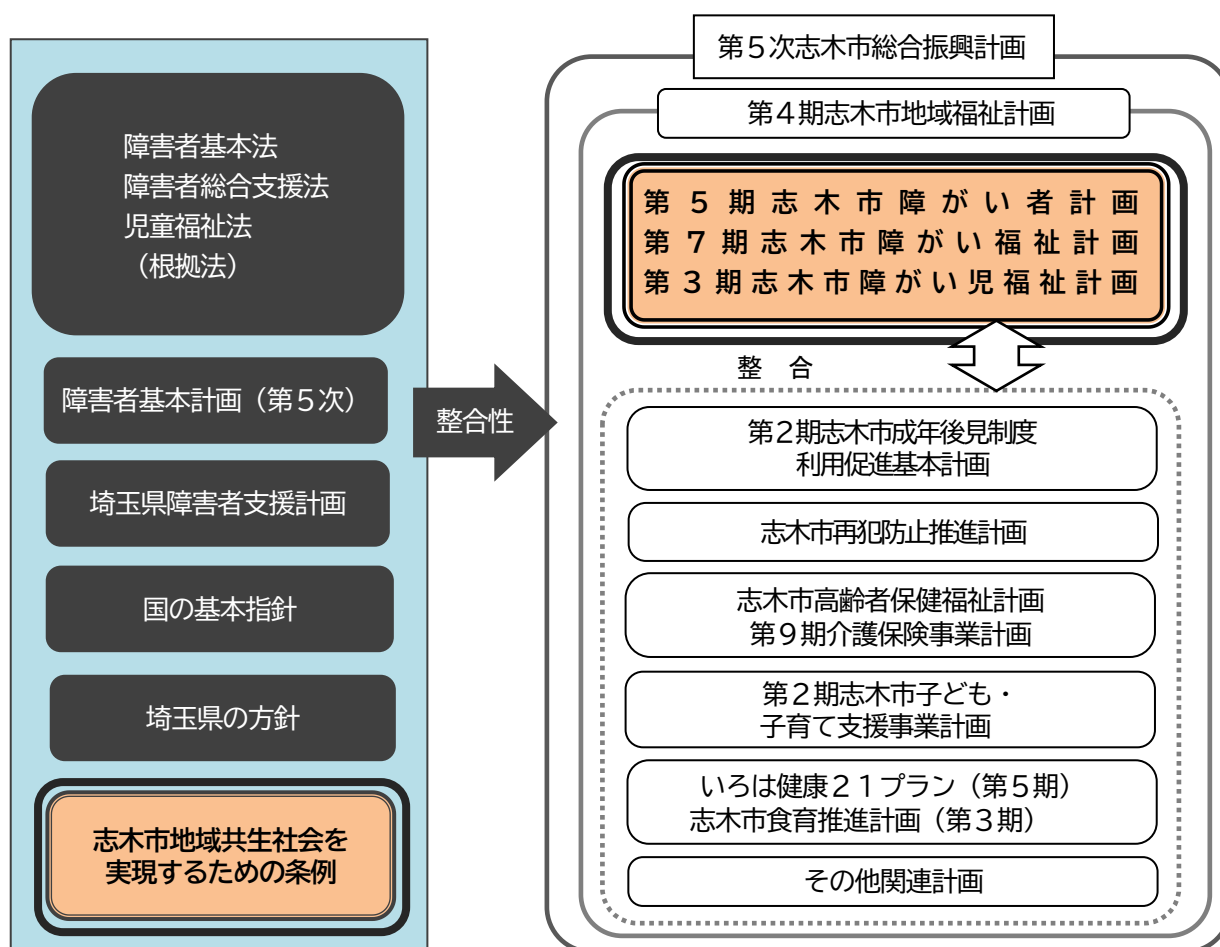 障害者基本法
障害者総合支援法
児童福祉法
（根拠法）
障害者基本計画（第５次）
埼玉県障害者支援計画
国の基本指針
埼玉県の方針
志木市地域共生社会を
実現するための条例
整合性
第５次志木市総合振興計画
第４期志木市地域福祉計画
第５期志木市障がい者計画
第７期志木市障がい福祉計画
第３期志木市障がい児福祉計画
整　合
第２期志木市成年後見制度
利用促進基本計画
志木市再犯防止推進計画
志木市高齢者保健福祉計画
第９期介護保険事業計画
第２期志木市子ども・
子育て支援事業計画
いろは健康２１プラン（第５期）
志木市食育推進計画（第３期）
その他関連計画